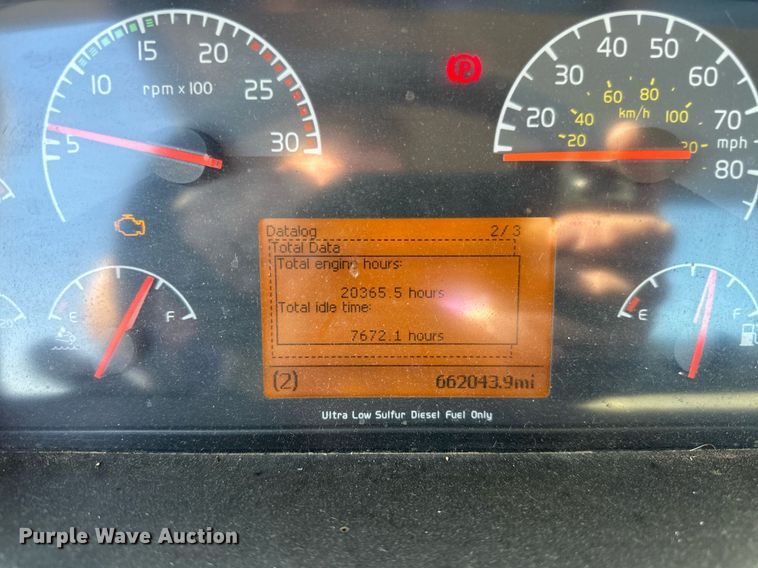 15
20
10
25
rpm x 100
5
30
50
40
60
30
70
20
80
60
80
40
100
20
km/h
mph
P
Datalog 2/3
Total Data
Total engine hours:
20365.5 hours
Total idle time:
7672.1 hours
(2) 662043.9mi
E F
E F
Ultra Low Sulfur Diesel Fuel Only
Purple Wave Auction